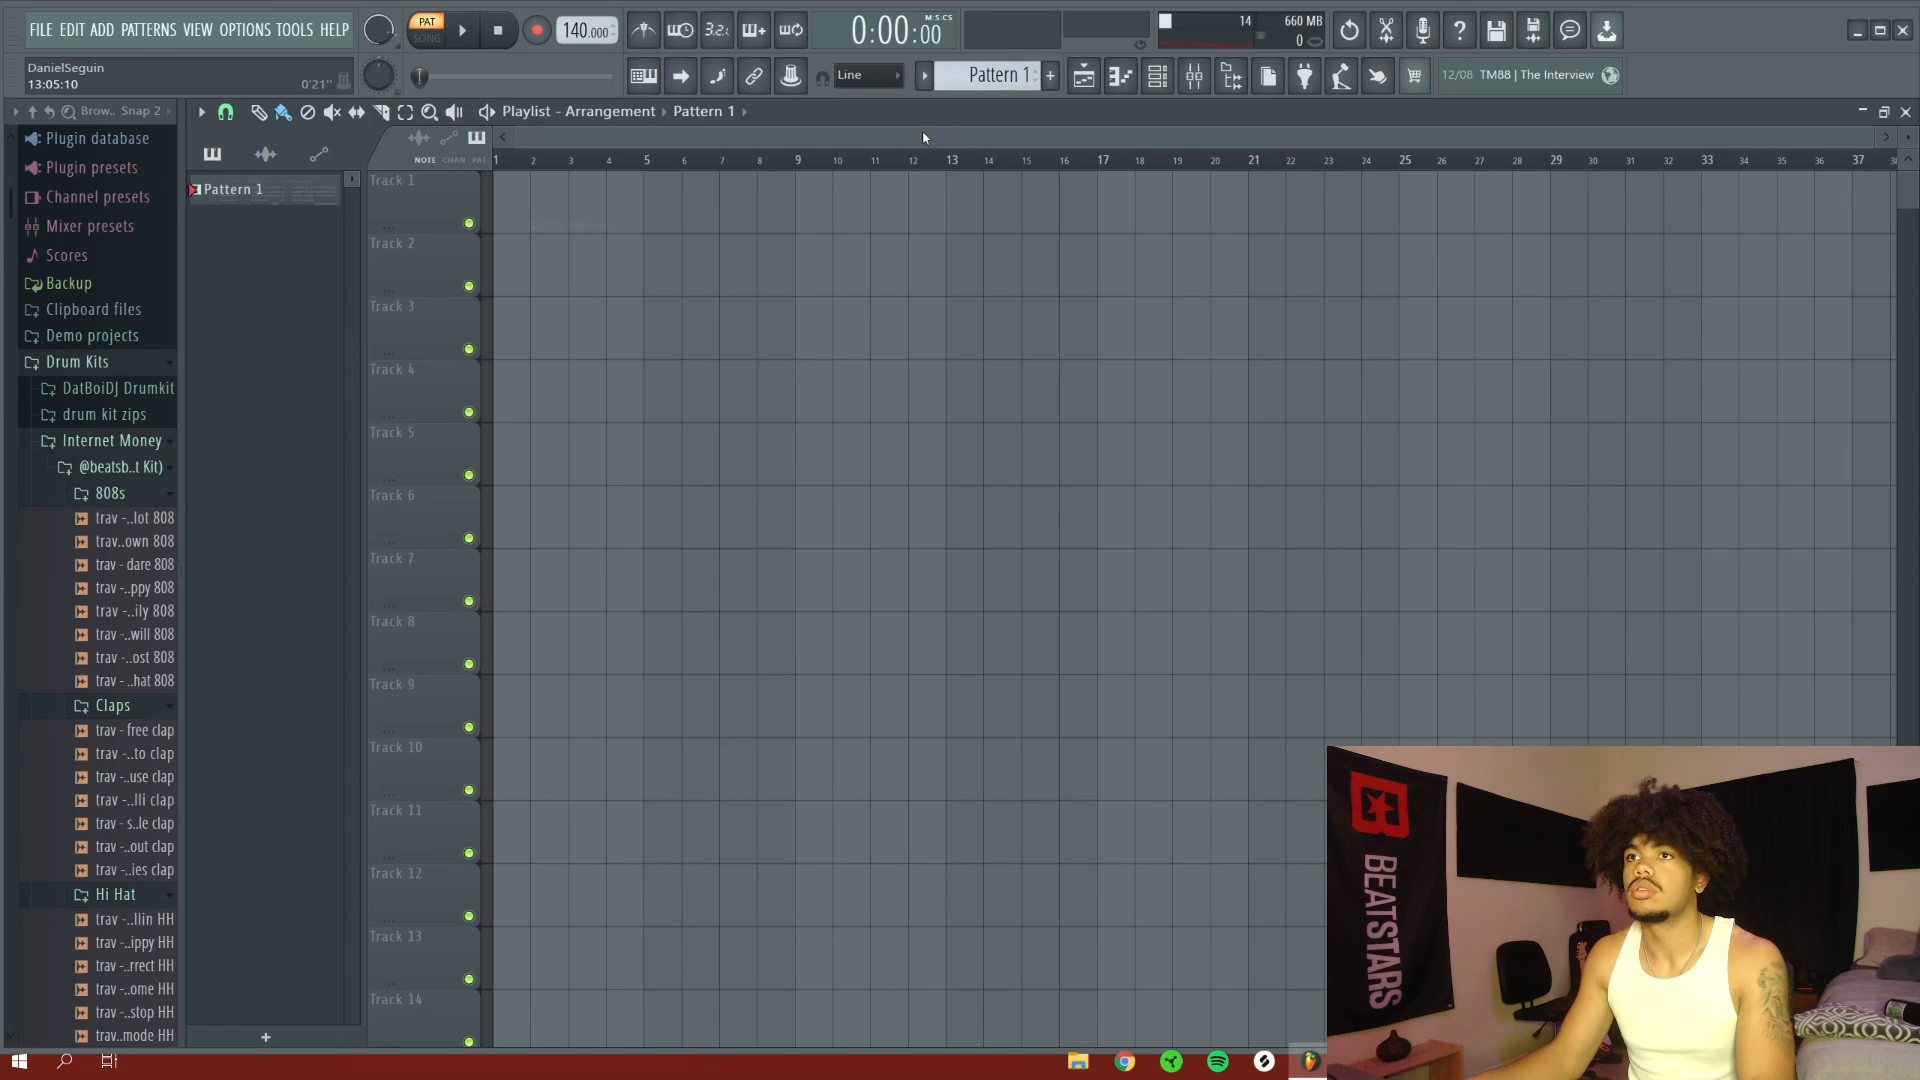 FILE EDIT ADD PATTERNS VIEW OPTIONS TOOLS HELP
PAT
SONG
140.000
3.2.
0:00:00
M:S:CS
14
660 MB
0
DanielSeguin
13:05:10
0'21"
Line
Pattern 1
+
12/08 TM88 | The Interview
Brow.. Snap 2
Playlist - Arrangement › Pattern 1 ›
NOTE CHAN PAT
1 2 3 4 5 6 7 8 9 10 11 12 13 14 15 16 17 18 19 20 21 22 23 24 25 26 27 28 29 30 31 32 33 34 35 36 37
Plugin database
Plugin presets
Channel presets
Mixer presets
Scores
Backup
Clipboard files
Demo projects
Drum Kits
DatBoiDJ Drumkit
drum kit zips
Internet Money
@beatsb..t Kit)
808s
trav -..lot 808
trav..own 808
trav - dare 808
trav -..ppy 808
trav -..ily 808
trav -..will 808
trav -..ost 808
trav - ..hat 808
Claps
trav - free clap
trav -..to clap
trav -..use clap
trav -..lli clap
trav - s..le clap
trav -..out clap
trav -..ies clap
Hi Hat
trav -..llin HH
trav -..ippy HH
trav -..rrect HH
trav -..ome HH
trav -..stop HH
trav..mode HH
Pattern 1
+
Track 1
Track 2
Track 3
Track 4
Track 5
Track 6
Track 7
Track 8
Track 9
Track 10
Track 11
Track 12
Track 13
Track 14
BEATSTARS